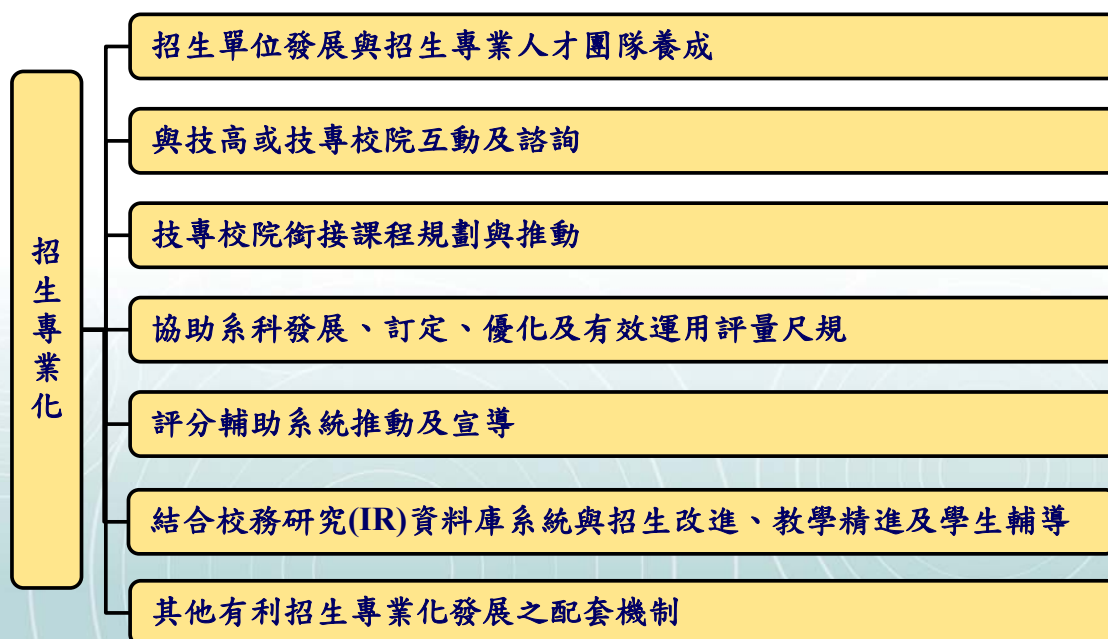 招生專業化
招生單位發展與招生專業人才團隊養成
與技高或技專校院互動及諮詢
技專校院銜接課程規劃與推動
協助系科發展、訂定、優化及有效運用評量尺規
評分輔助系統推動及宣導
結合校務研究(IR)資料庫系統與招生改進、教學精進及學生輔導
其他有利招生專業化發展之配套機制